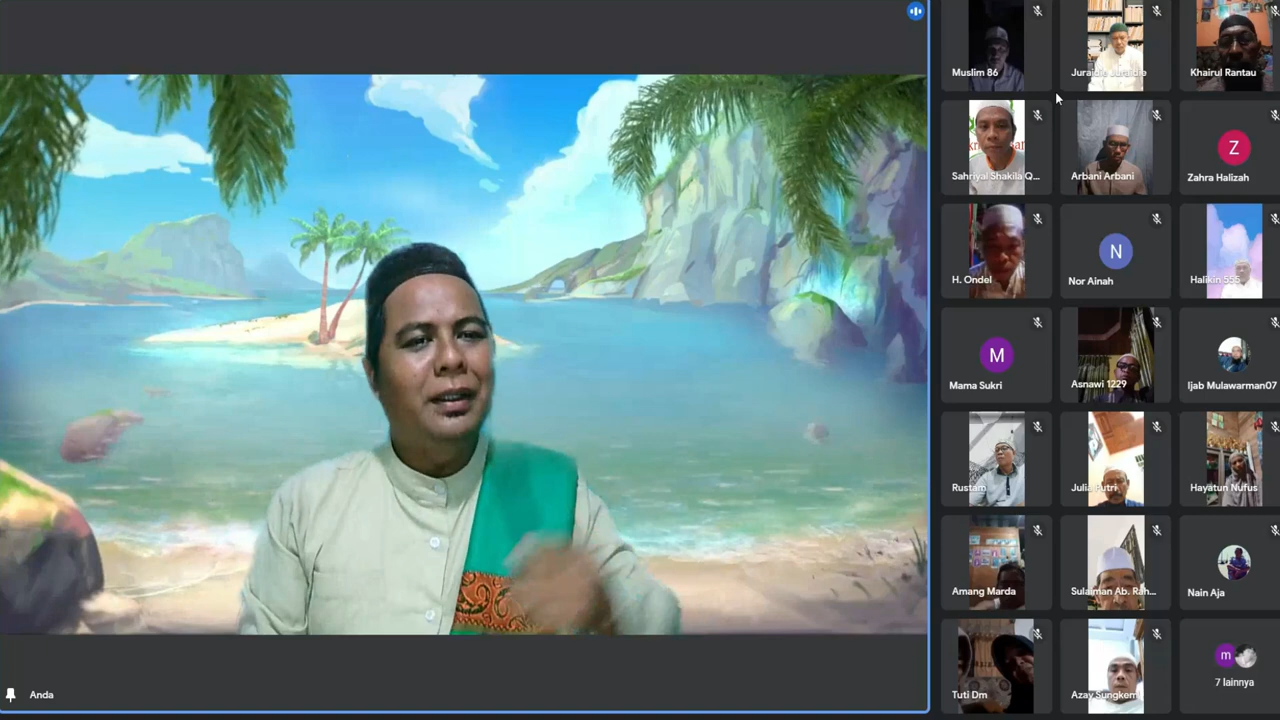 Muslim 86
Juraidie Juraidie
Khairul Rantau
Sahriyal Shakila Q...
Arbani Arbani
Z
Zahra Halizah
H. Ondel
N
Nor Ainah
Halikin 555
M
Mama Sukri
Asnawi 1229
Ijab Mulawarman07
Rustam
Julia Putri
Hayatun Nufus
Amang Marda
Sulaiman Ab. Rah...
Nain Aja
Tuti Dm
Azay Sungkem
m
7 lainnya
Anda